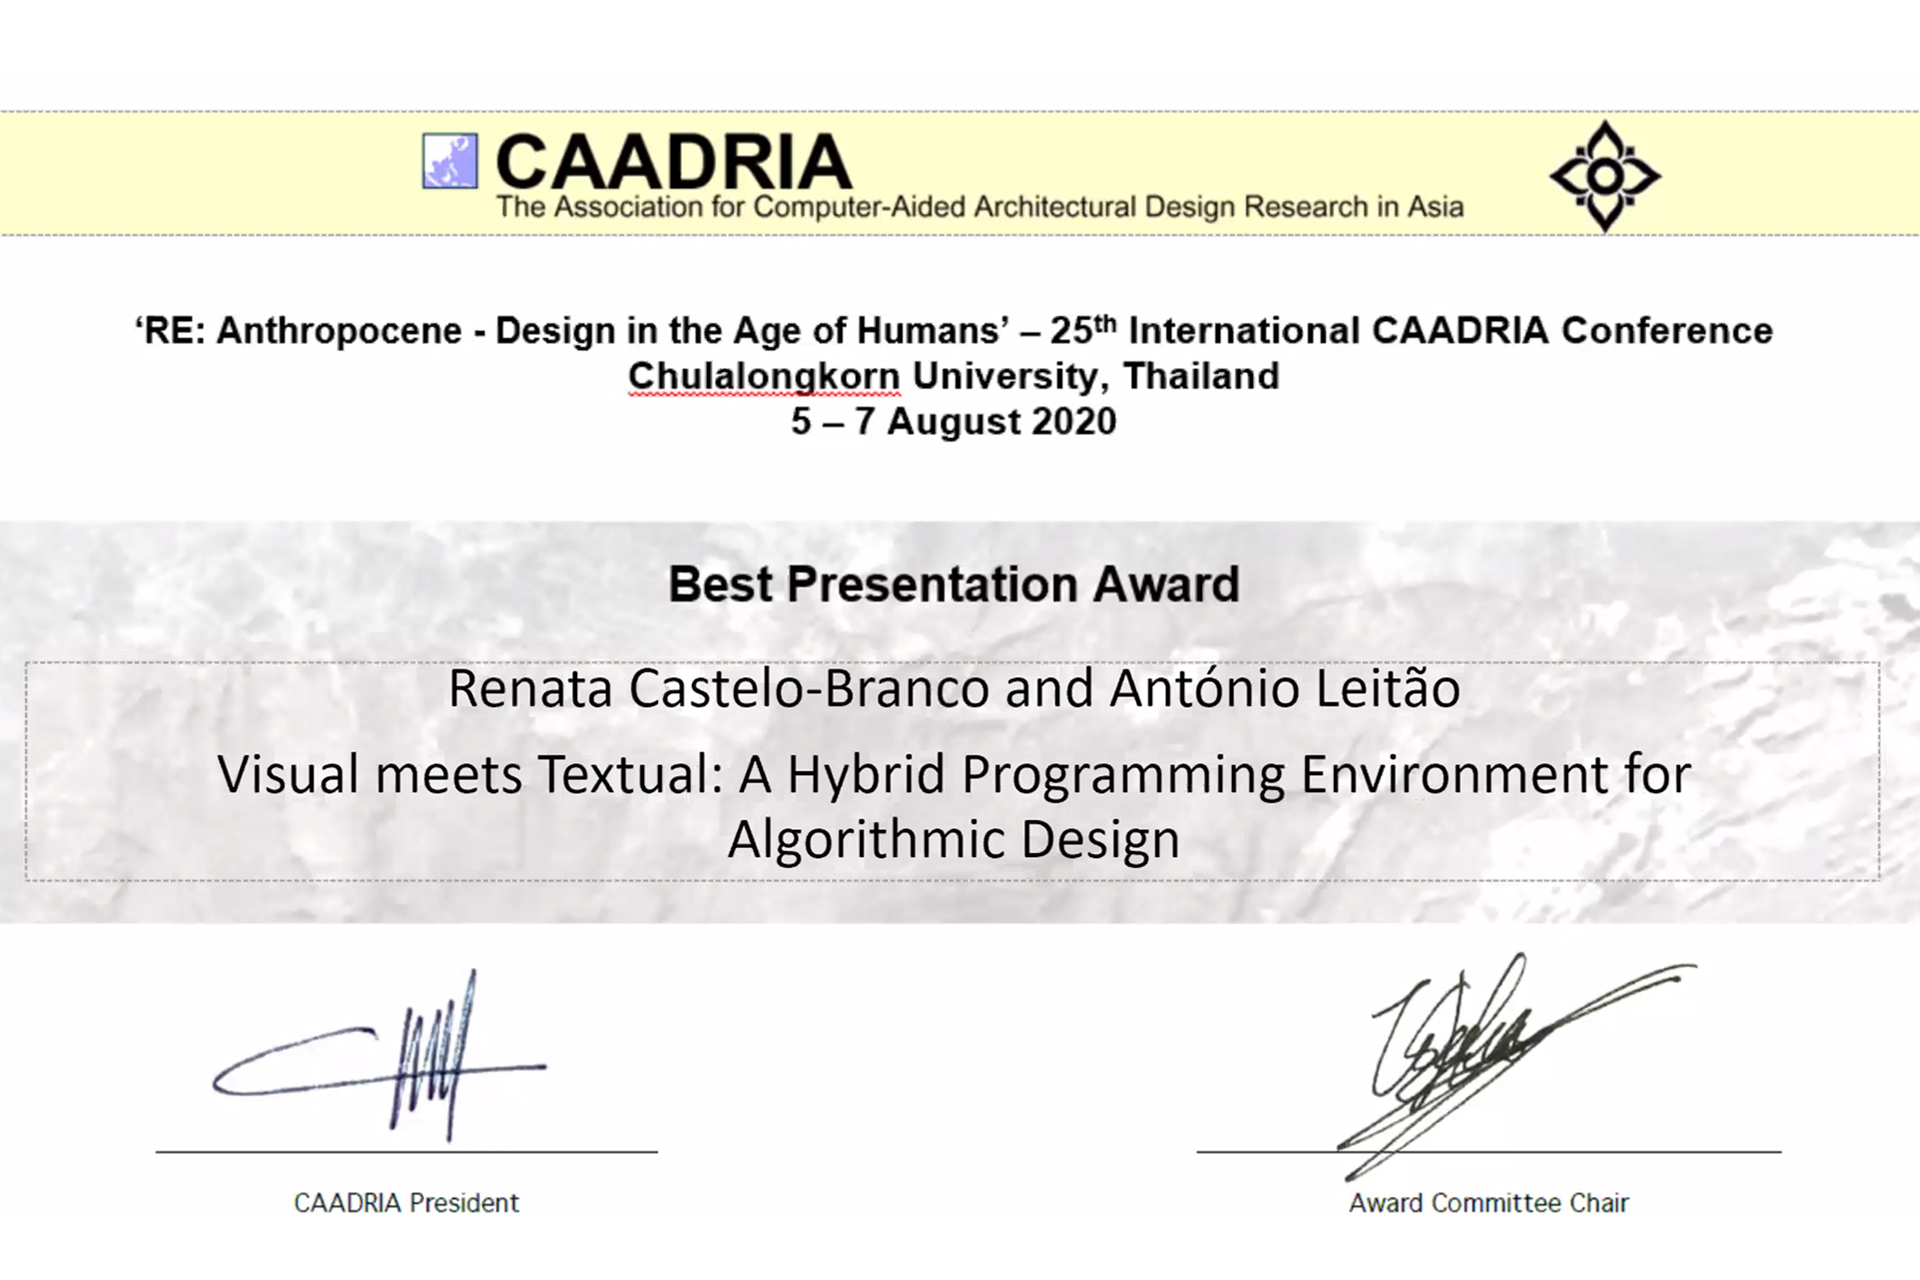 CAADRIA
The Association for Computer-Aided Architectural Design Research in Asia
‘RE: Anthropocene - Design in the Age of Humans’ – 25th International CAADRIA Conference
Chulalongkorn University, Thailand
5 – 7 August 2020
Best Presentation Award
Renata Castelo-Branco and António Leitão
Visual meets Textual: A Hybrid Programming Environment for
Algorithmic Design
CAADRIA President
Award Committee Chair